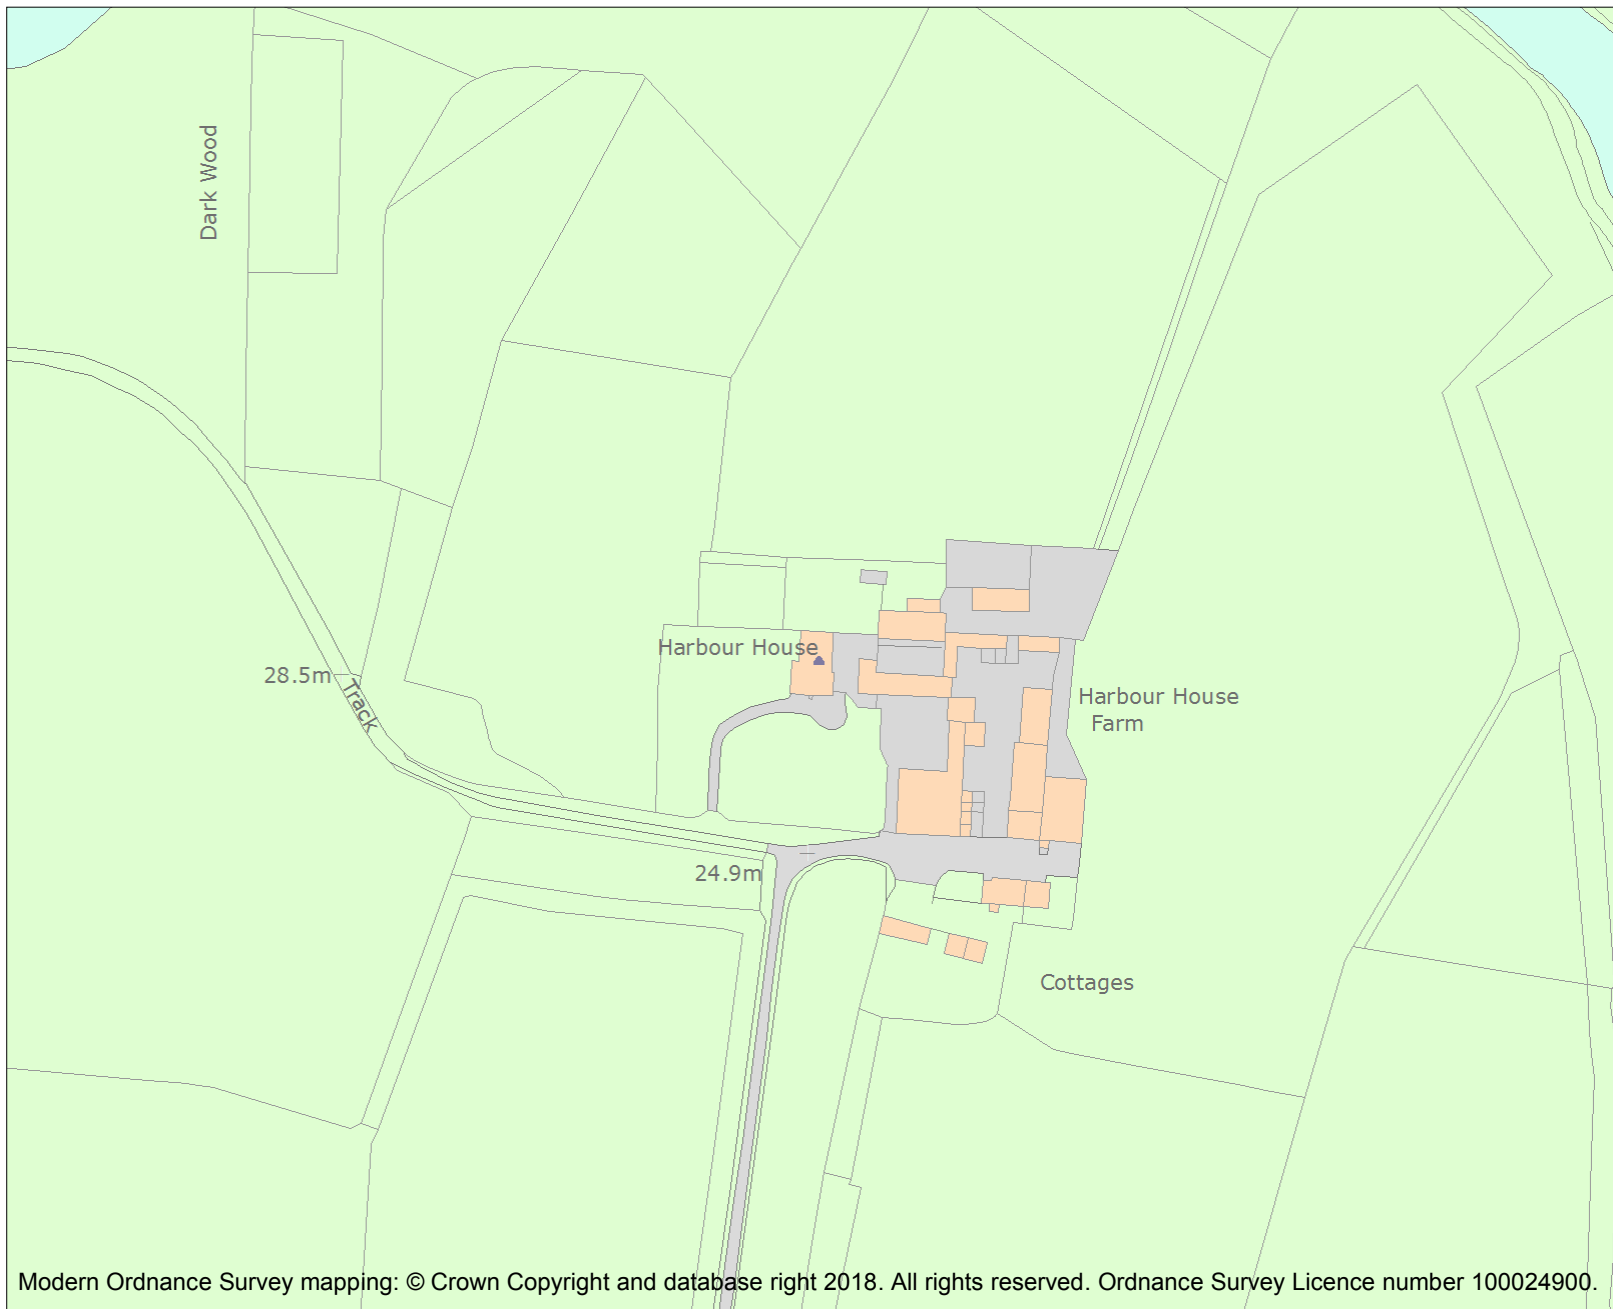 Dark Wood
Harbour House
28.5m
Track
Harbour House
Farm
24.9m
Cottages
Modern Ordnance Survey mapping: © Crown Copyright and database right 2018. All rights reserved. Ordnance Survey Licence number 100024900.